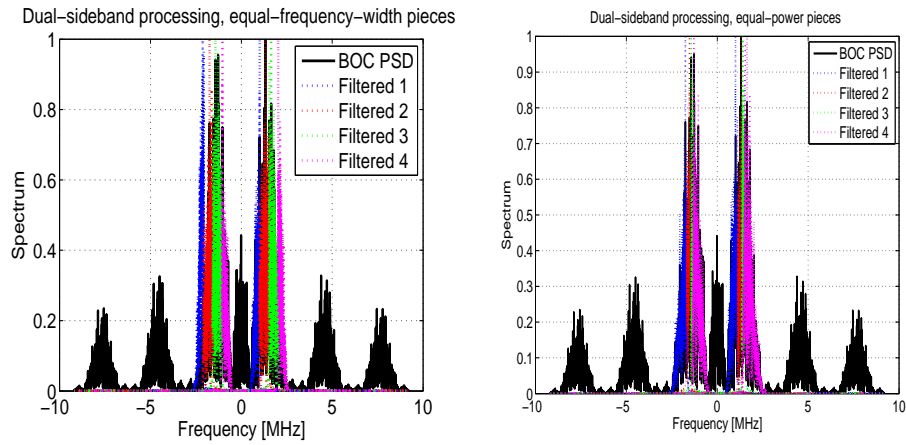 Dual−sideband processing, equal−frequency−width pieces
1
0.8
0.6
0.4
0.2
0
Spectrum
−10
−5
0
5
10
Frequency [MHz]
BOC PSD
Filtered 1
Filtered 2
Filtered 3
Filtered 4
Dual−sideband processing, equal−power pieces
1
0.9
0.8
0.7
0.6
0.5
0.4
0.3
0.2
0.1
0
Spectrum
−10
−5
0
5
10
Frequency [MHz]
BOC PSD
Filtered 1
Filtered 2
Filtered 3
Filtered 4